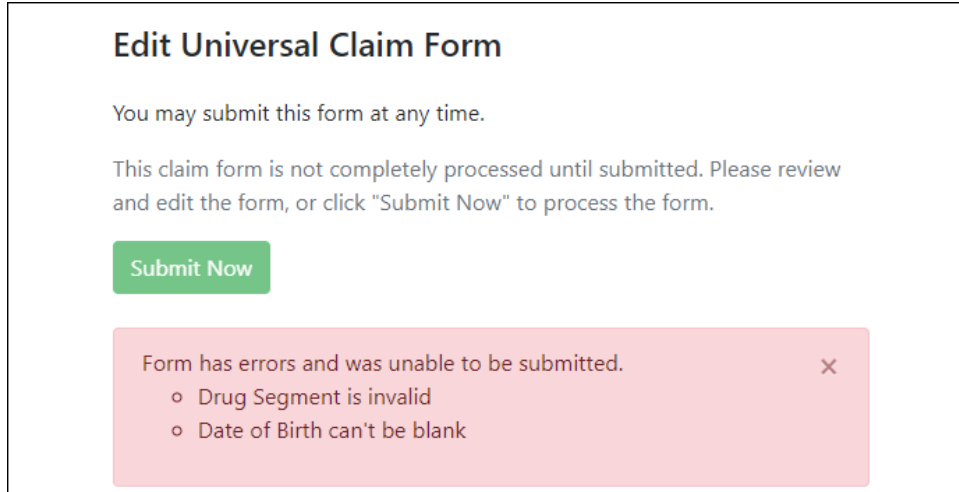 Edit Universal Claim Form
You may submit this form at any time.
This claim form is not completely processed until submitted. Please review
and edit the form, or click "Submit Now" to process the form.
Submit Now
Form has errors and was unable to be submitted. ×
Drug Segment is invalid
Date of Birth can't be blank